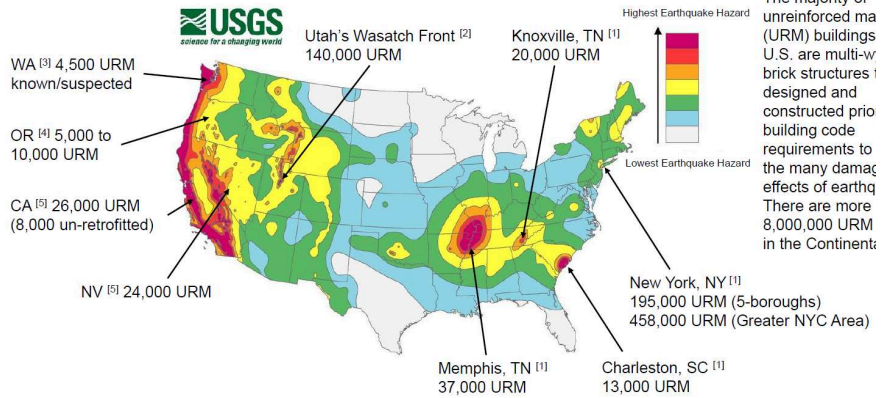 USGS
science for a changing world
Utah's Wasatch Front [2]
140,000 URM
Knoxville, TN [1]
20,000 URM
WA [3] 4,500 URM
known/suspected
OR [4] 5,000 to
10,000 URM
CA [5] 26,000 URM
(8,000 un-retrofitted)
NV [5] 24,000 URM
Memphis, TN [1]
37,000 URM
Charleston, SC [1]
13,000 URM
New York, NY [1]
195,000 URM (5-boroughs)
458,000 URM (Greater NYC Area)
Highest Earthquake Hazard
Lowest Earthquake Hazard
The majority of
unreinforced
(URM) buildings
U.S. are
brick structures
designed and
constructed
building code
requirements to
the many
effects of
There are more
8,000,000 URM
in the